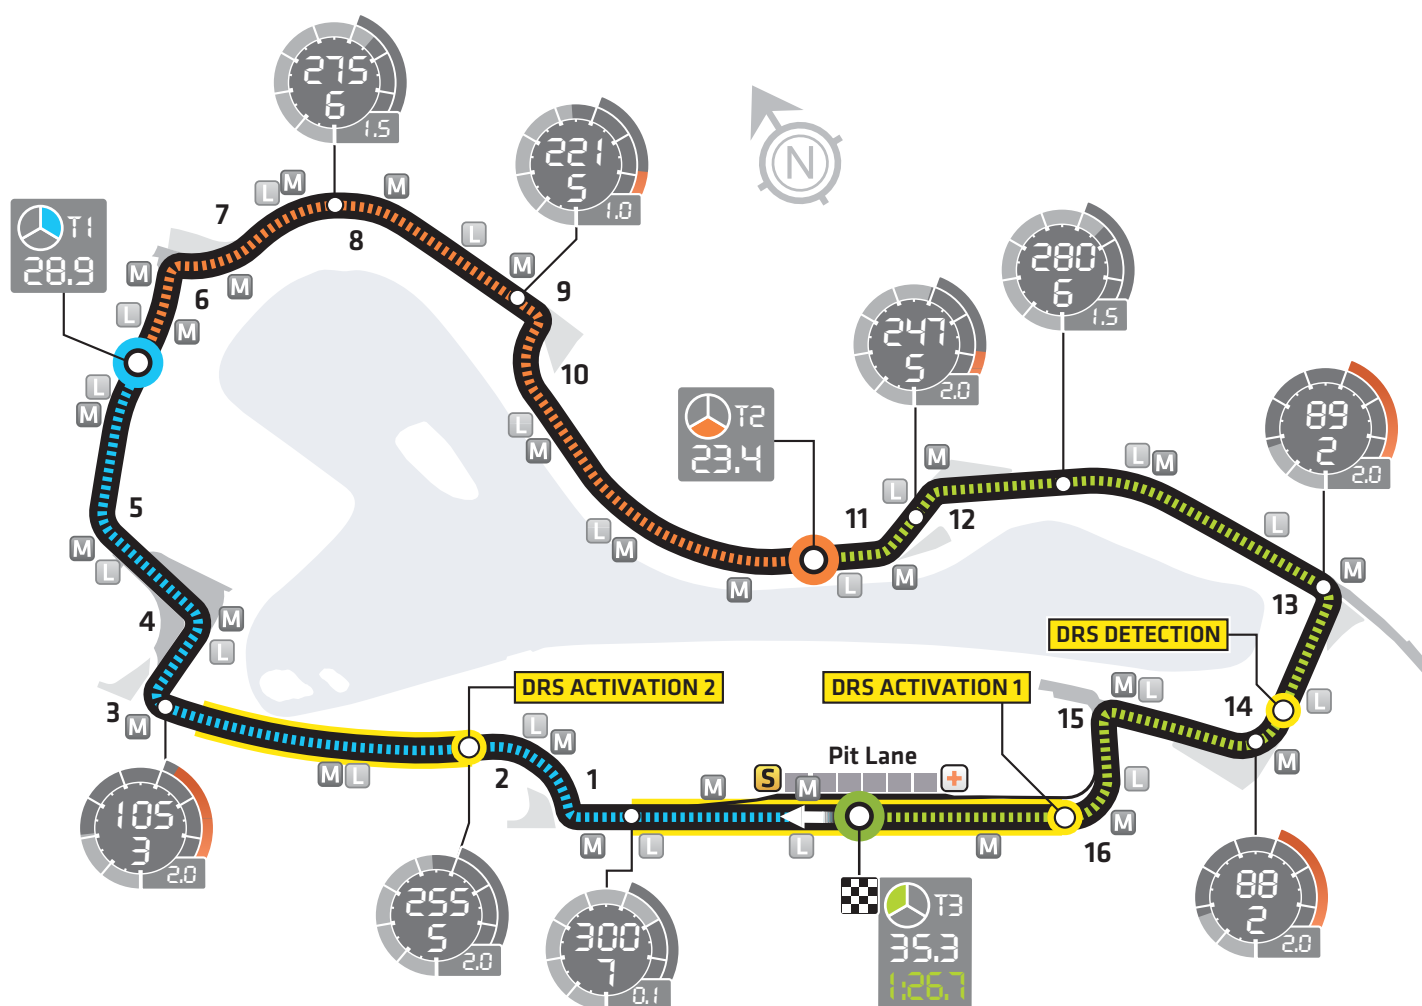 275
6
1.5
221
5
1.0
N
M
L
M
7
8
L
T1
28.9
M
M
9
280
6
1.5
M
6
L
M
10
247
5
2.0
L
M
T2
23.4
89
2
2.0
L
M
M
L
M
L
11
12
L
M
5
L
M
M
L
M
M
L
M
13
4
M
L
DRS DETECTION
3
M
DRS ACTIVATION 2
DRS ACTIVATION 1
M
L
15
14
L
L
M
2
1
Pit Lane
M
M
L
S
M
M
L
105
3
2.0
M
L
L
M
16
M
255
5
2.0
300
7
0.1
T3
35.3
1:26.7
88
2
2.0